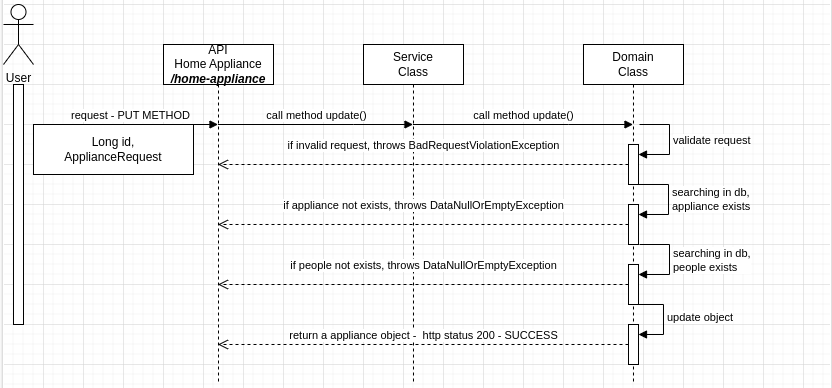 API
Home Appliance
/home-appliance
Service
Class
Domain
Class
User
request - PUT METHOD
call method update()
call method update()
Long id,
ApplianceRequest
validate request
if invalid request, throws BadRequestViolationException
searching in db,
appliance exists
if appliance not exists, throws DataNullOrEmptyException
searching in db,
people exists
if people not exists, throws DataNullOrEmptyException
update object
return a appliance object -  http status 200 - SUCCESS